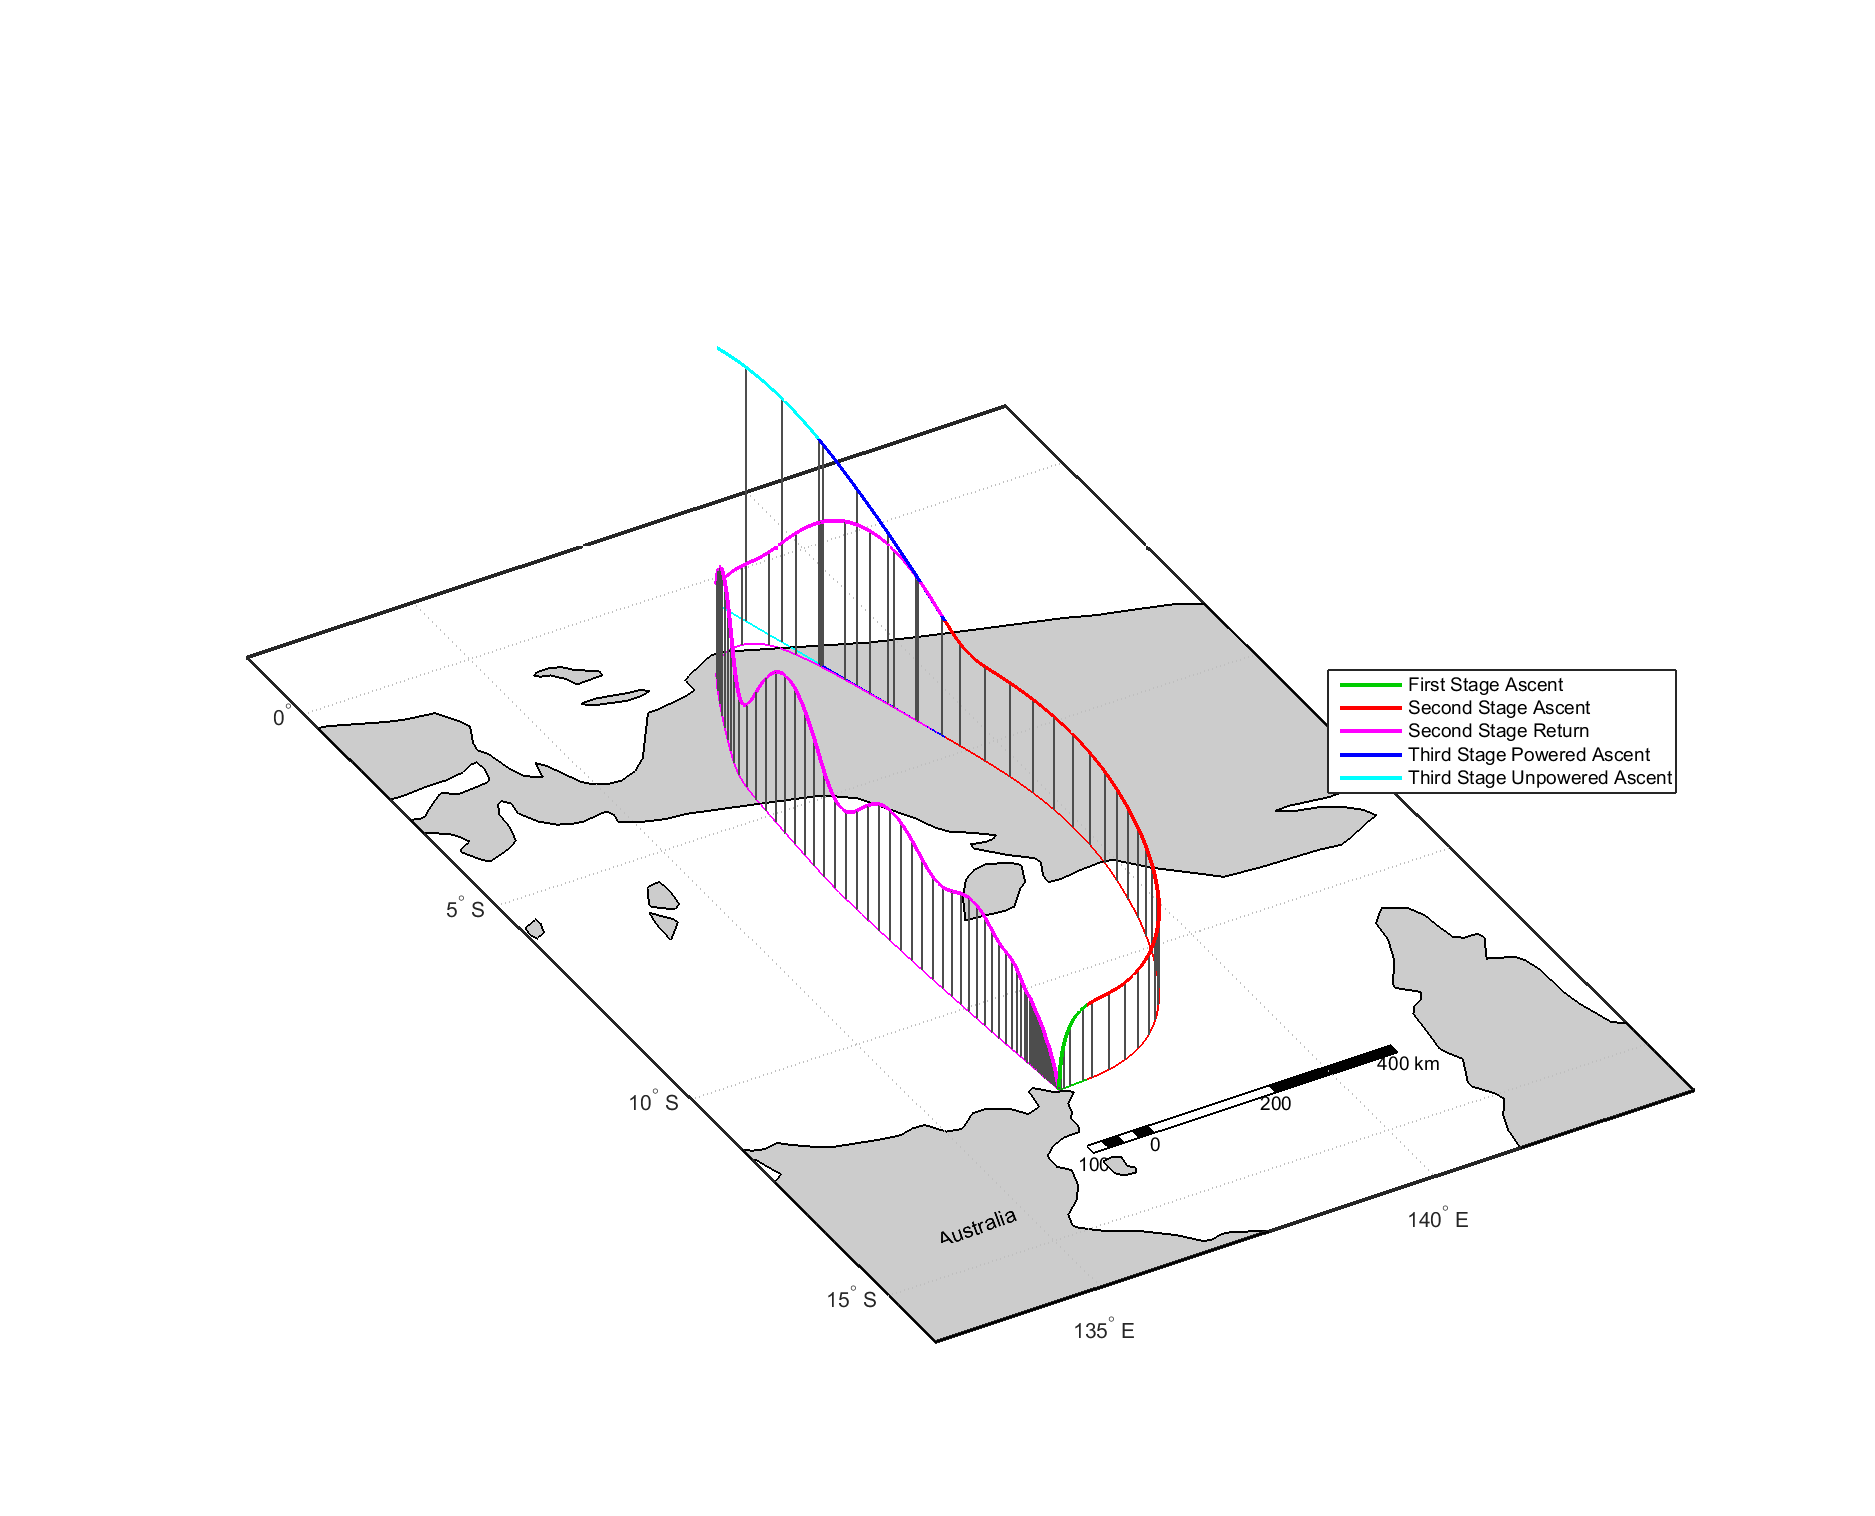 First Stage Ascent
Second Stage Ascent
Second Stage Return
Third Stage Powered Ascent
Third Stage Unpowered Ascent
0°
5° S
10° S
15° S
135° E
140° E
400 km
200
0
100
Australia